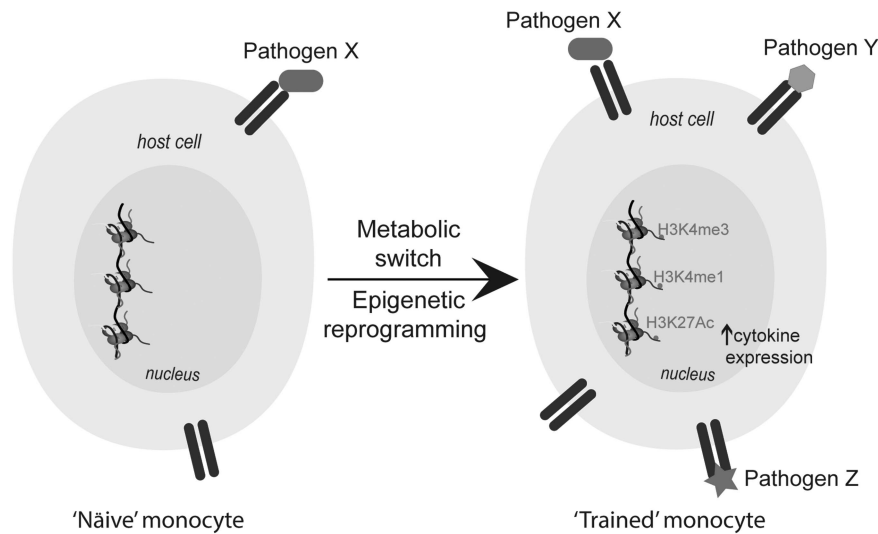 Pathogen X
host cell
nucleus
'Näive' monocyte
Metabolic
switch
Epigenetic
reprogramming
Pathogen X
Pathogen Y
host cell
H3K4me3
H3K4me1
H3K27Ac
↑cytokine
expression
nucleus
Pathogen Z
'Trained' monocyte